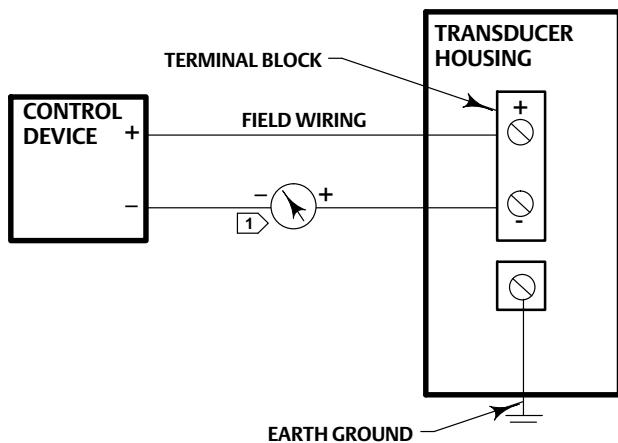 TRANSDUCER
HOUSING
TERMINAL BLOCK
CONTROL
DEVICE
+
FIELD WIRING
+
−
− +
1
-
EARTH GROUND